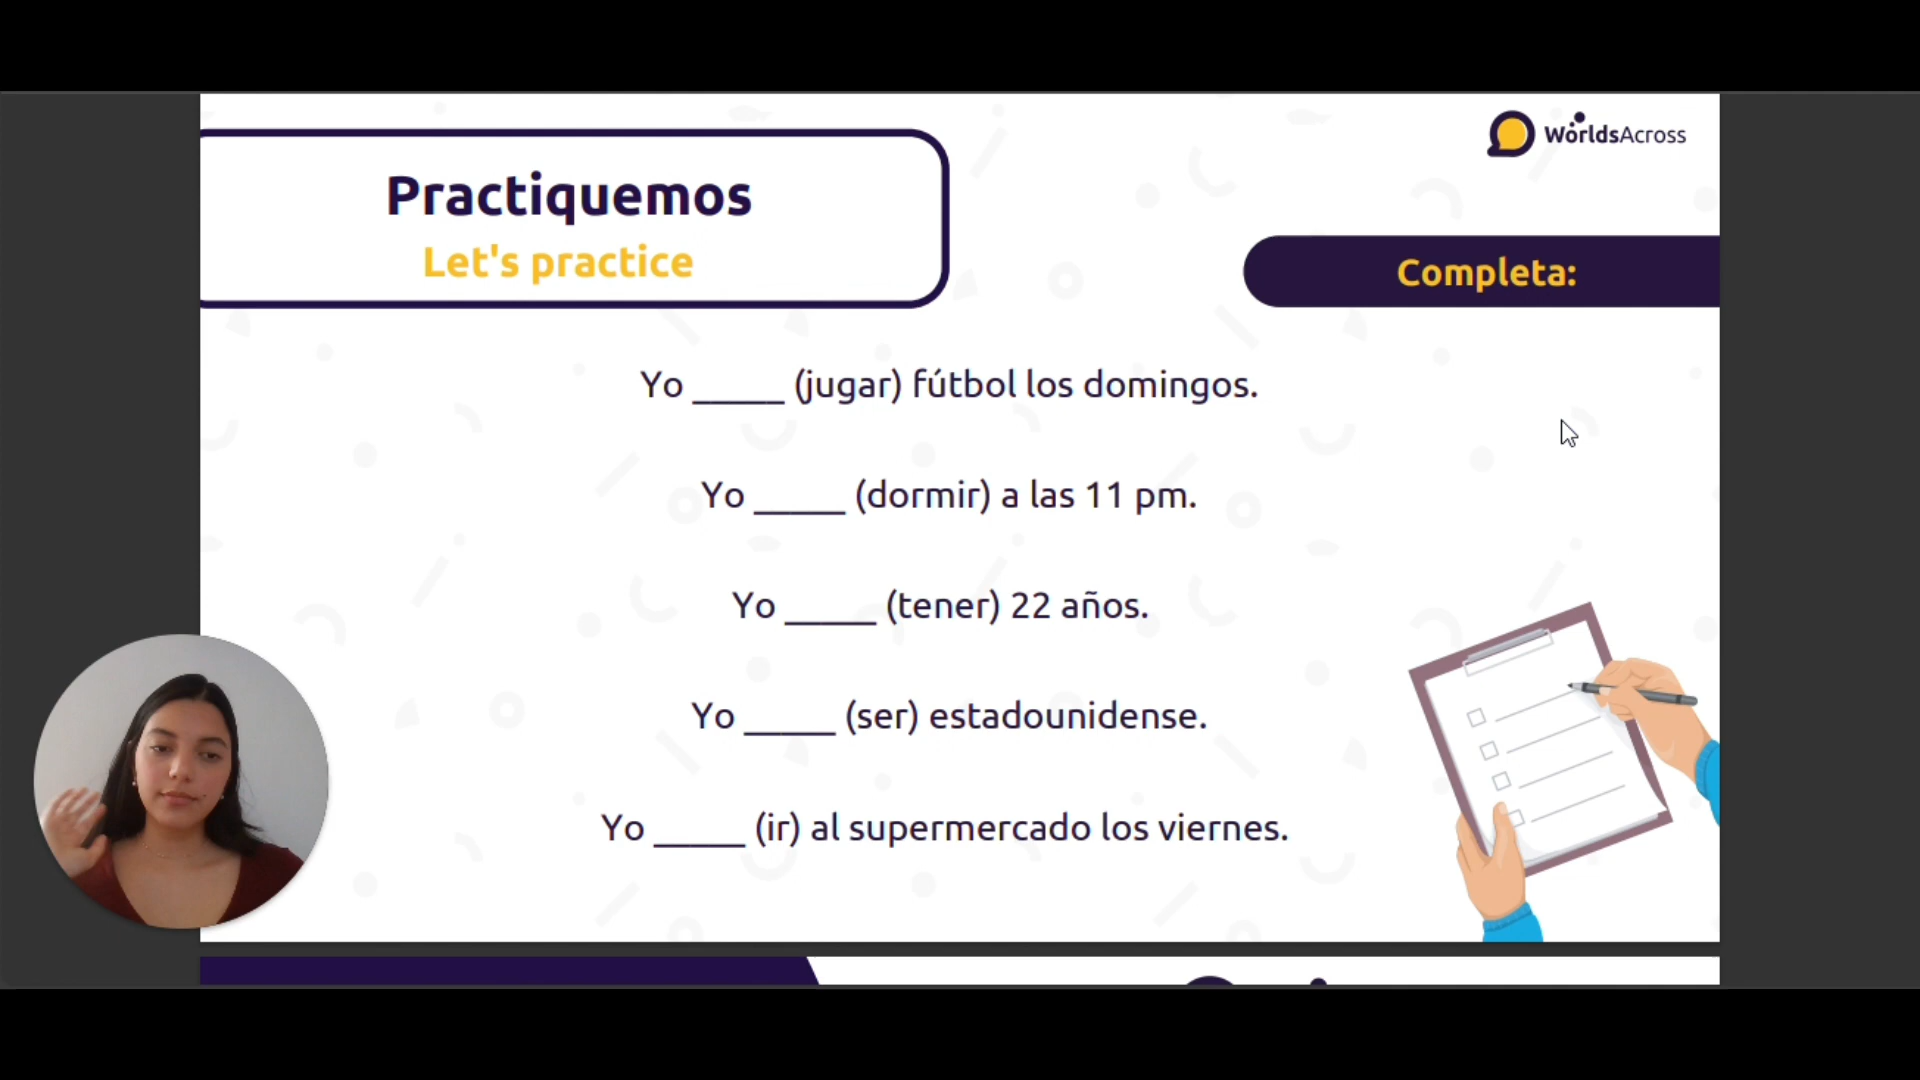 WorldsAcross
Practiquemos
Let's practice
Completa:
Yo _____ (jugar) fútbol los domingos.
Yo _____ (dormir) a las 11 pm.
Yo _____ (tener) 22 años.
Yo _____ (ser) estadounidense.
Yo _____ (ir) al supermercado los viernes.